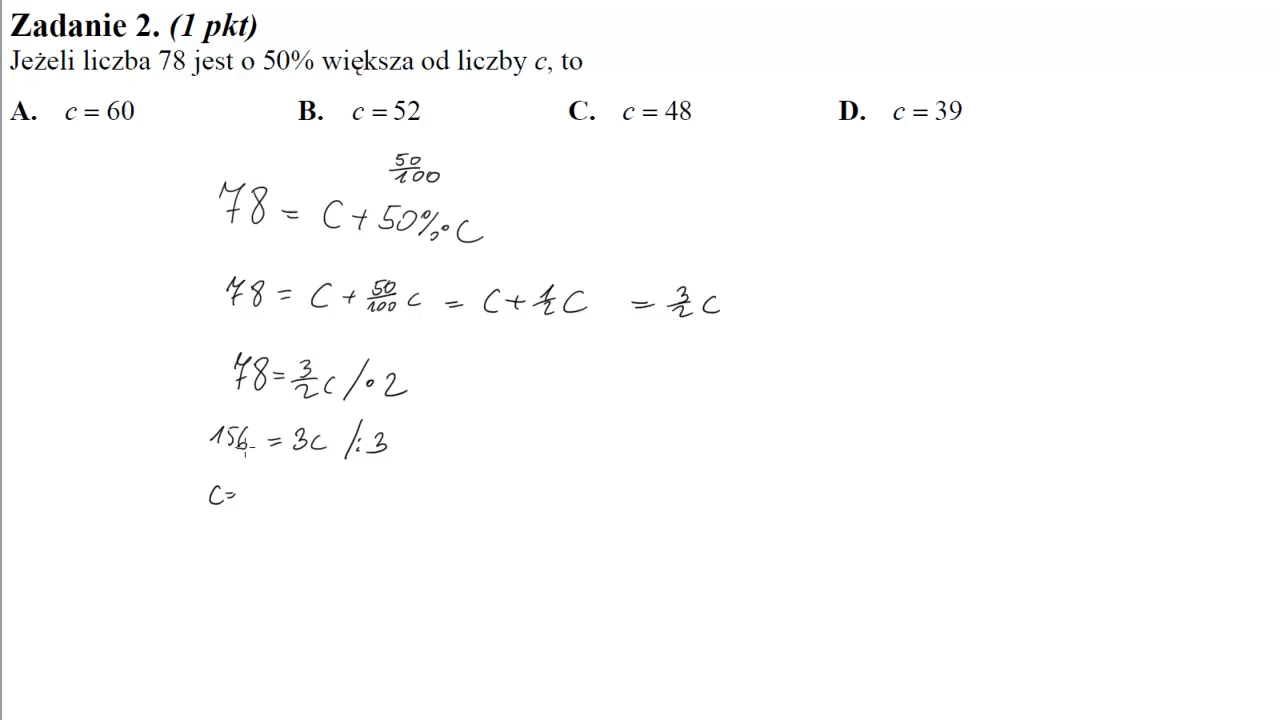 Zadanie 2. (1 pkt)
Jeżeli liczba 78 jest o 50% większa od liczby c, to
A. c = 60 B. c = 52 C. c = 48 D. c = 39
50/100
78 = C + 50% · C
78 = C + 50/100 C = C + 1/2 C = 3/2 C
78 = 3/2 C / · 2
156 = 3C / : 3
C =